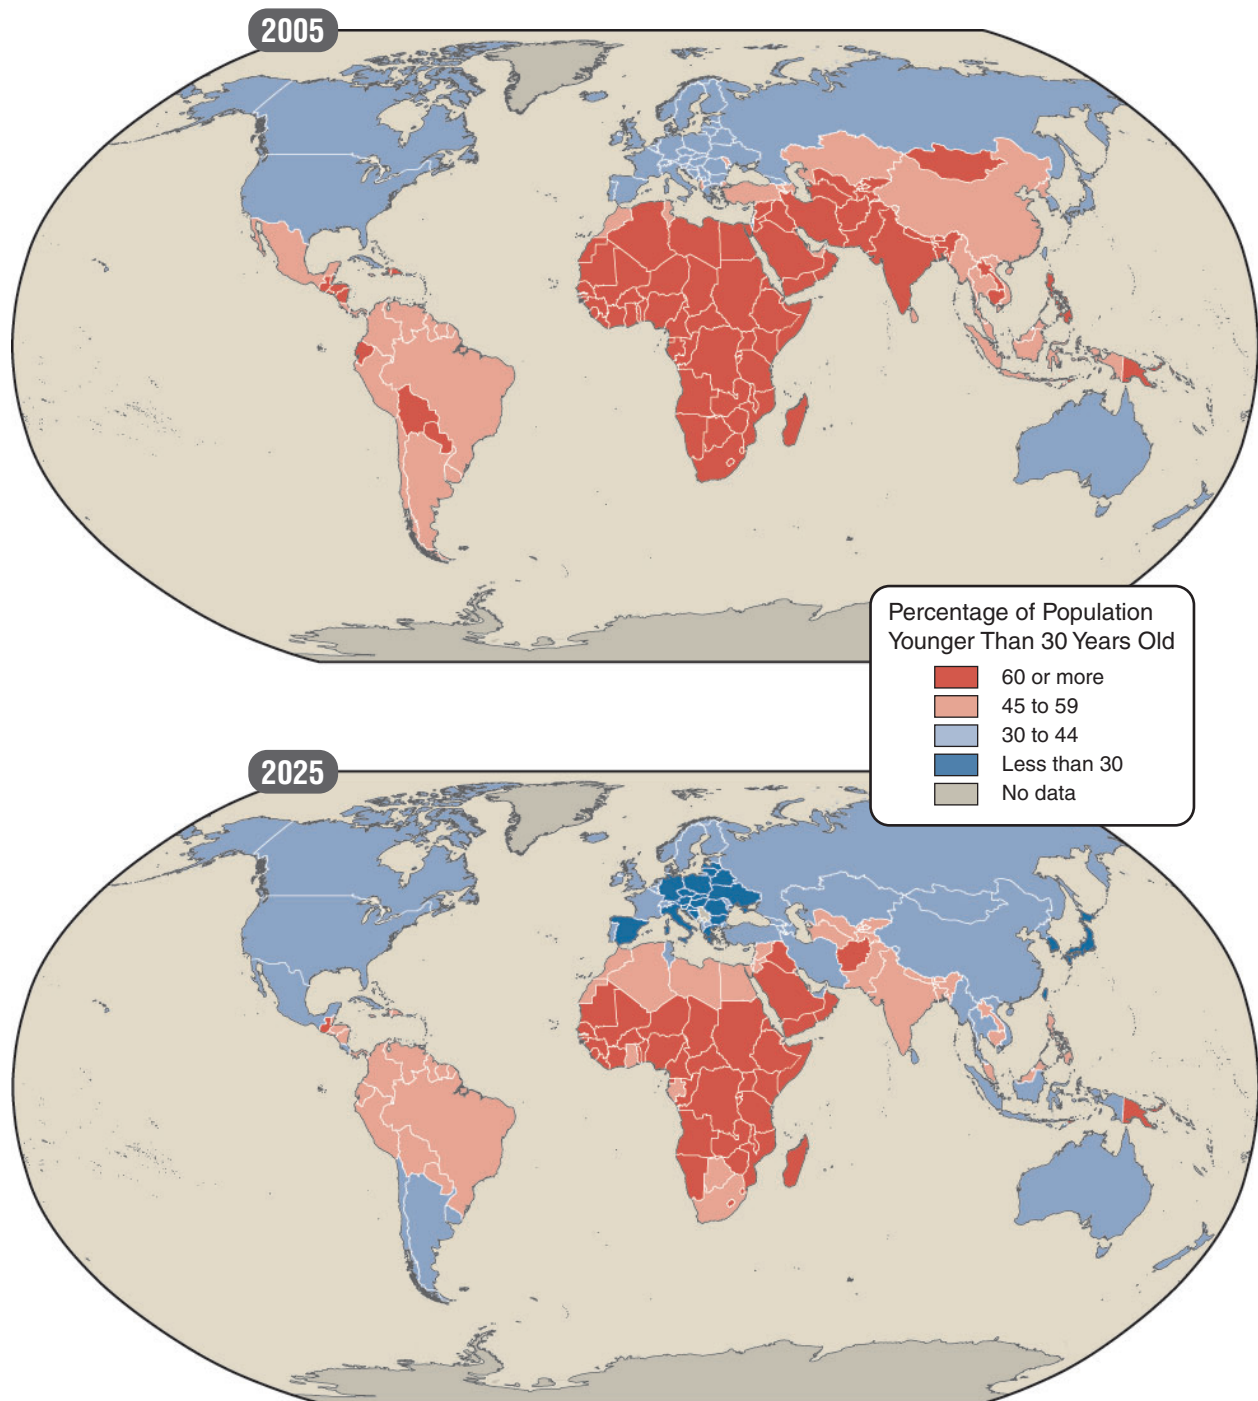 2005
Percentage of Population
Younger Than 30 Years Old
60 or more
45 to 59
30 to 44
Less than 30
No data
2025